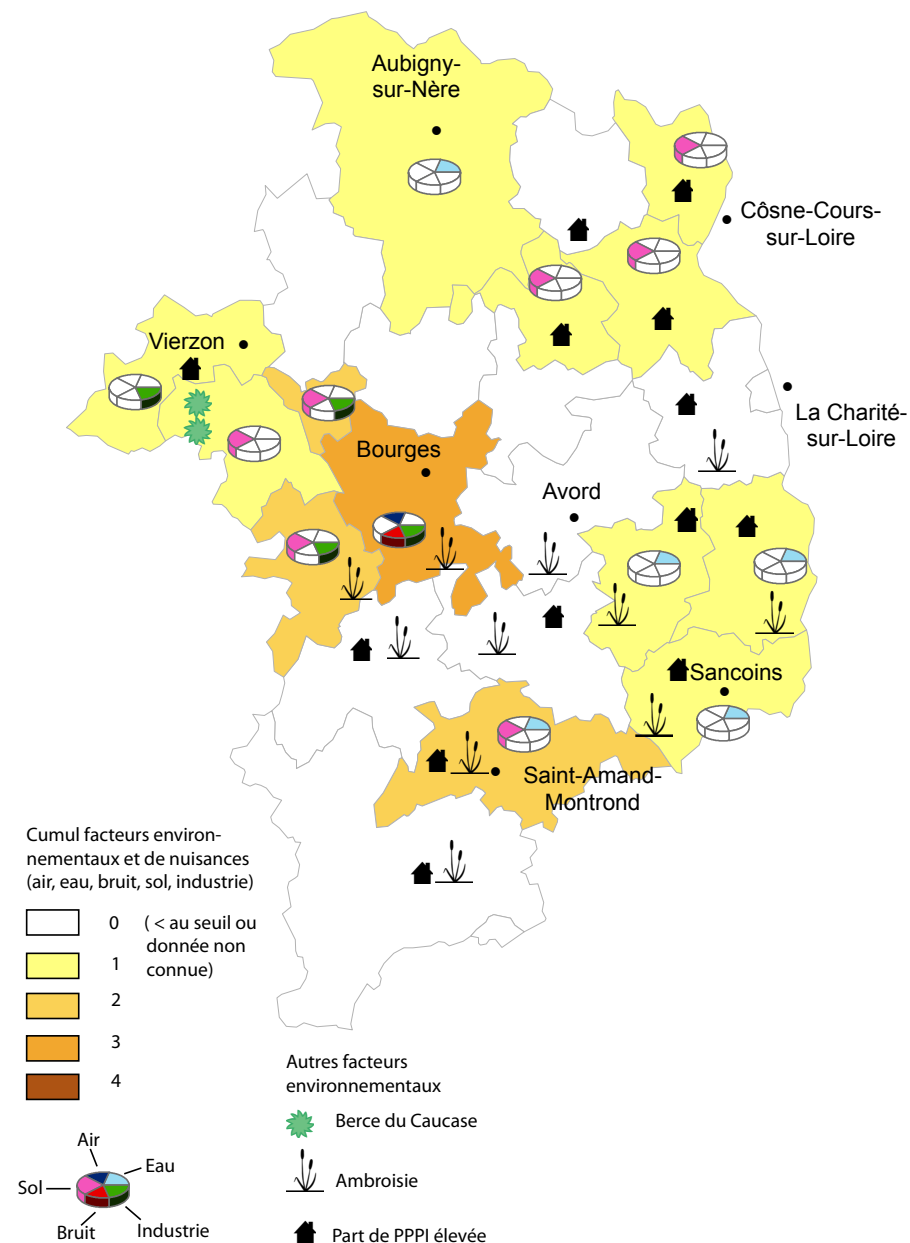 Aubigny-
sur-Nère
Côsne-Cours-
sur-Loire
Vierzon
La Charité-
sur-Loire
Bourges
Avord
Sancoins
Saint-Amand-
Montrond
Cumul facteurs environ-
nementaux et de nuisances
(air, eau, bruit, sol, industrie)
0 ( < au seuil ou
donnée non
connue)
1
2
3
4
Air
Eau
Sol
Bruit
Industrie
Autres facteurs
environnementaux
Berce du Caucase
Ambroisie
Part de PPPI élevée